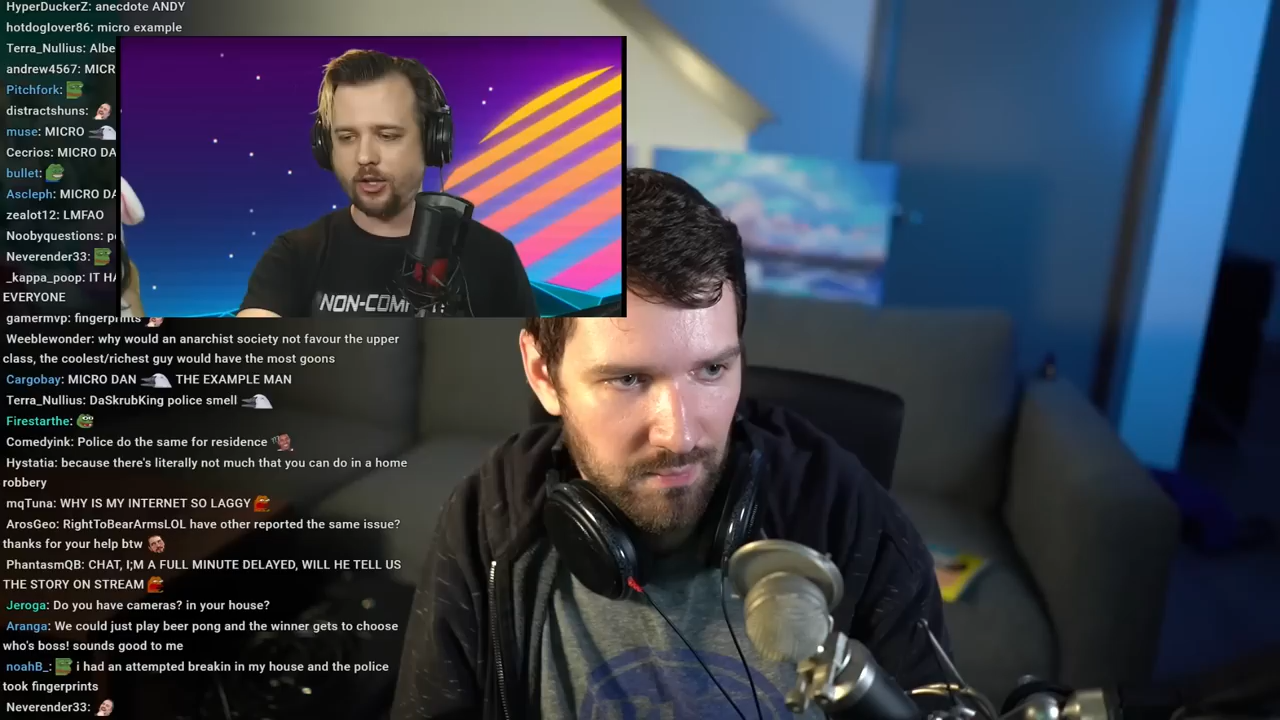 HyperDuckerZ: anecdote ANDY
hotdoglover86: micro example
Terra_Nullius: Albe
andrew4567: MICR
Pitchfork:
distractshuns:
muse: MICRO
Cecrios: MICRO DA
bullet:
Ascleph: MICRO DA
zealot12: LMFAO
Noobyquestions:
Neverender33:
_kappa_poop: IT HA
EVERYONE
gamermvp: fingerprints
Weeblewonder: why would an anarchist society not favour the upper
class, the coolest/richest guy would have the most goons
Cargobay: MICRO DAN THE EXAMPLE MAN
Terra_Nullius: DaSkrubKing police smell
Firestarthe:
Comedyink: Police do the same for residence
Hystatia: because there's literally not much that you can do in a home
robbery
mqTuna: WHY IS MY INTERNET SO LAGGY
ArosGeo: RightToBearArmsLOL have other reported the same issue?
thanks for your help btw
PhantasmQB: CHAT, I;M A FULL MINUTE DELAYED, WILL HE TELL US
THE STORY ON STREAM
Jeroga: Do you have cameras? in your house?
Aranga: We could just play beer pong and the winner gets to choose
who's boss! sounds good to me
noahB_: i had an attempted breakin in my house and the police
took fingerprints
Neverender33:
NON-COM